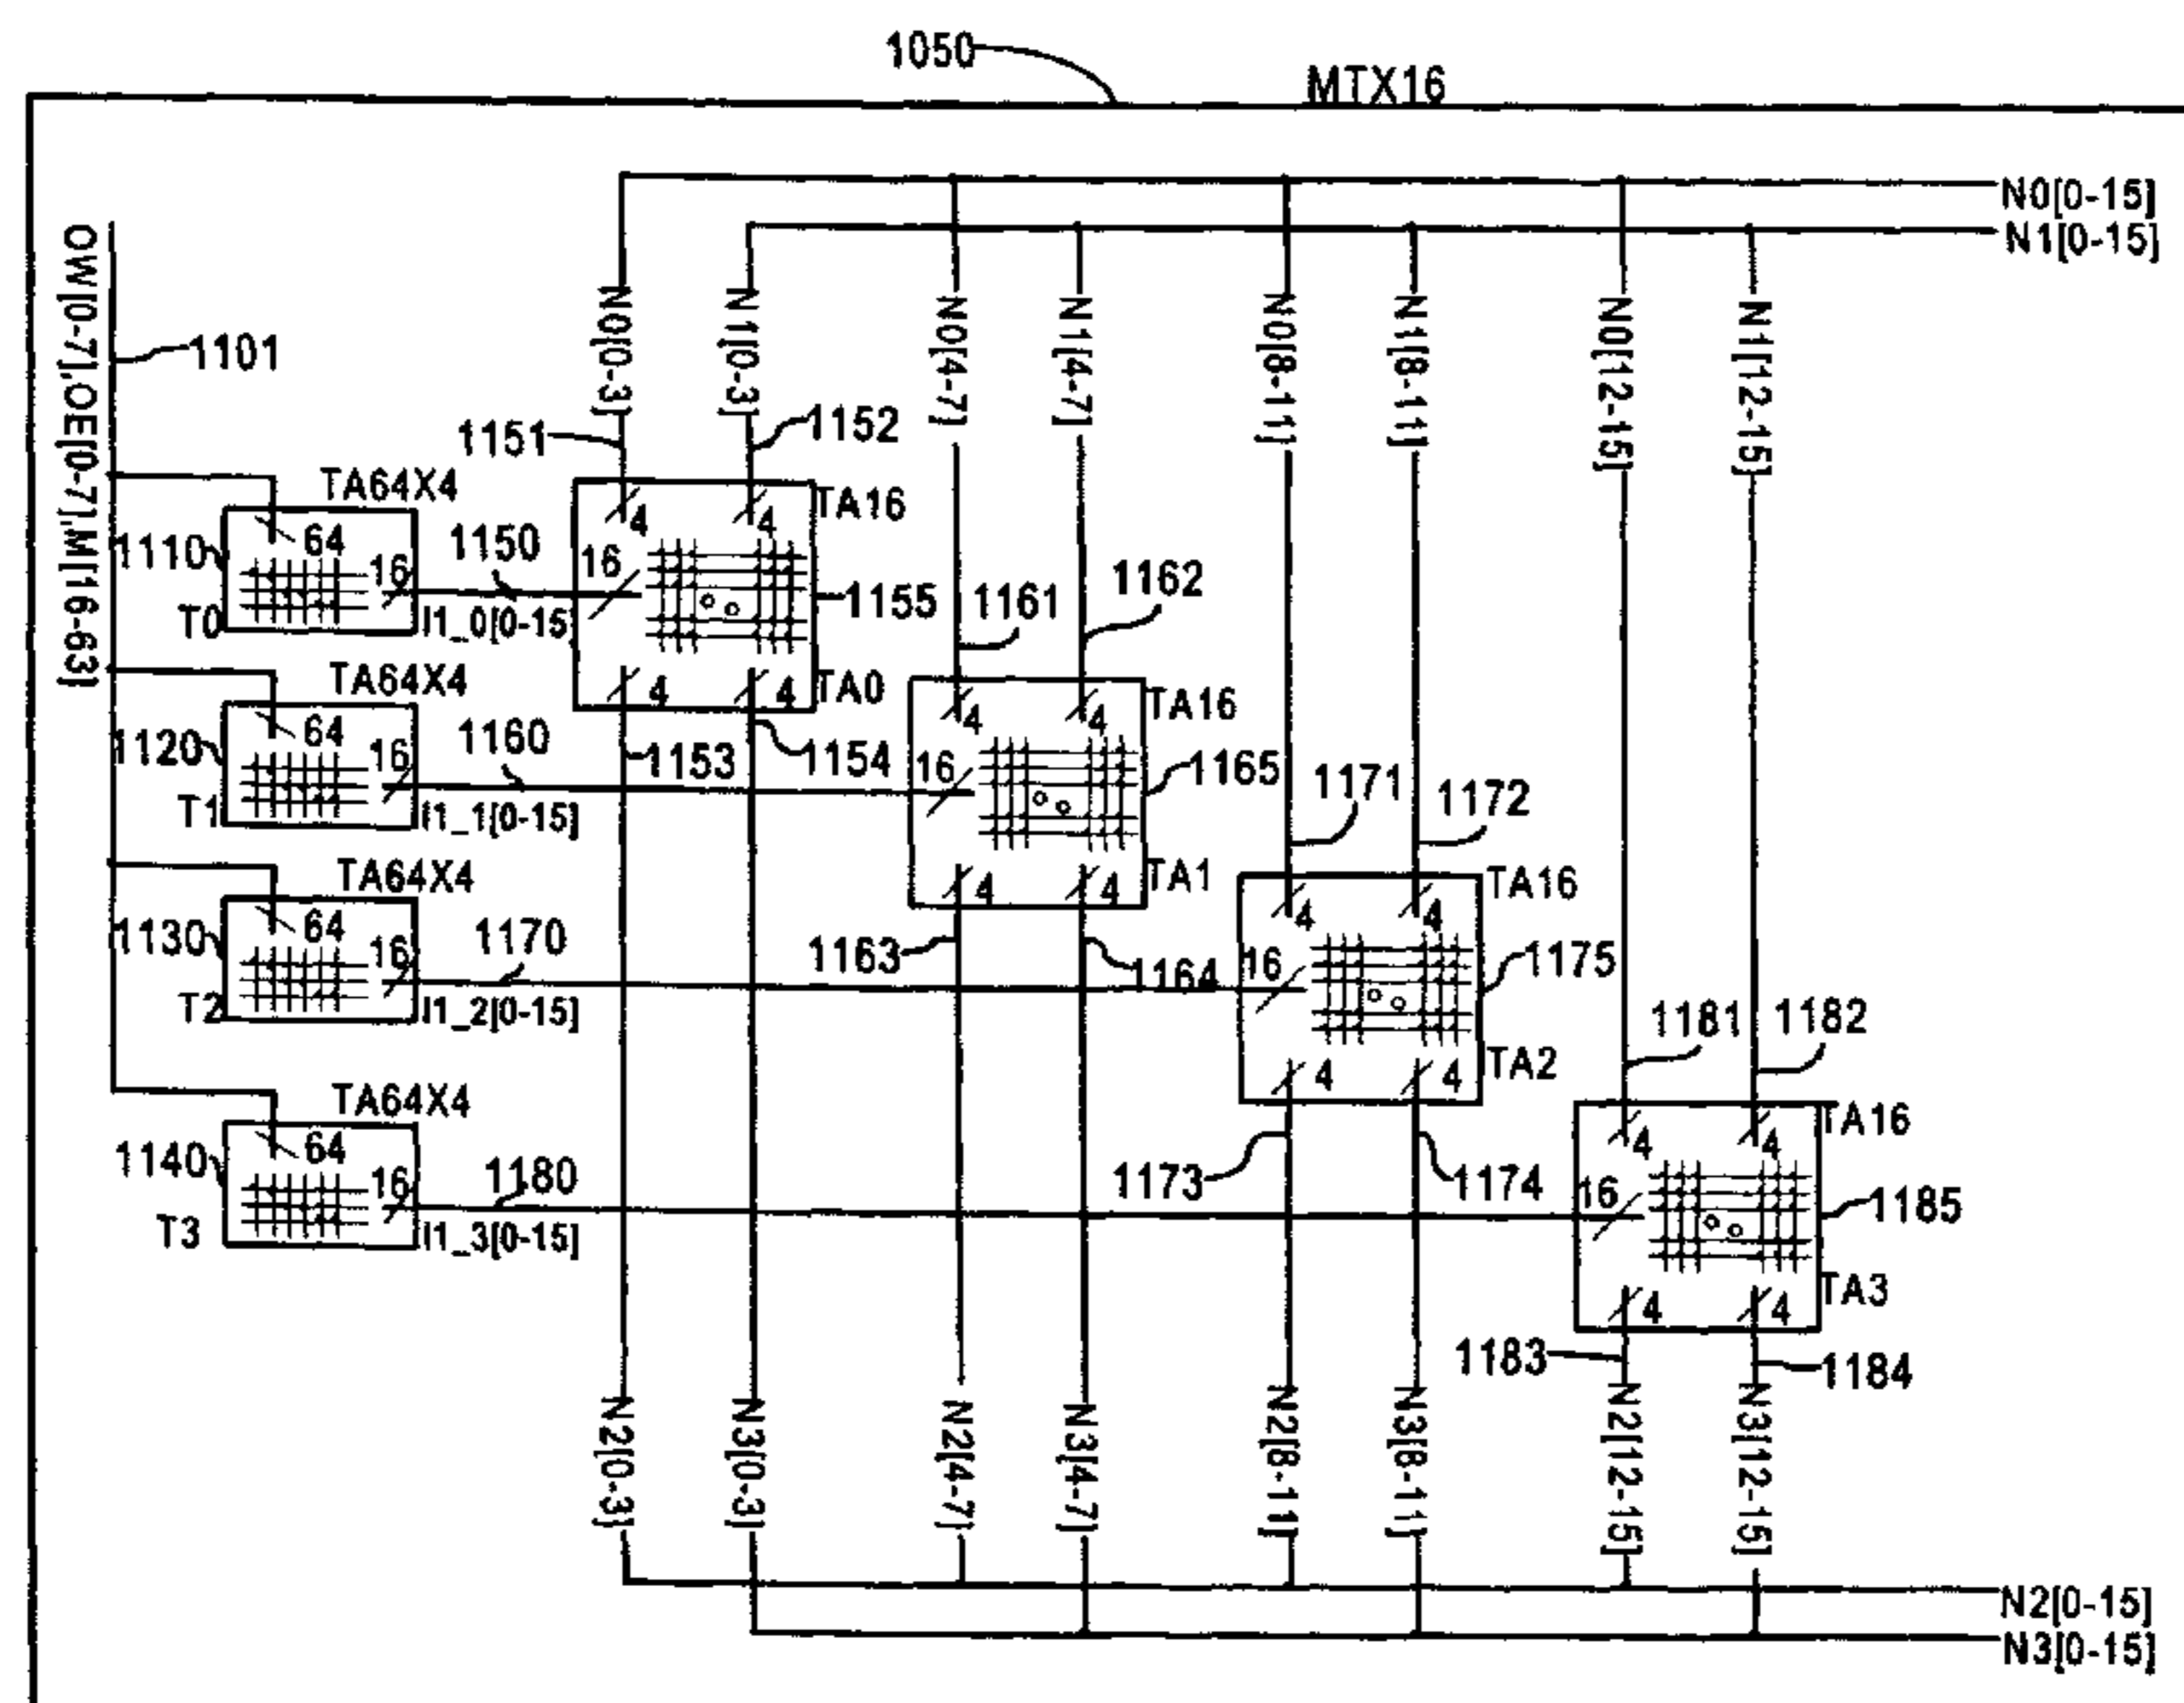 1050
MTX16
N0[0-15]
N1[0-15]
OW[0-7],OE[0-7],M[16-63]
1101
N0[0-3]
N1[0-3]
N0[4-7]
N1[4-7]
N0[8-11]
N1[8-11]
N0[12-15]
N1[12-15]
1151
1152
TA64X4
1110
64
16
T0
1150
I1_0[0-15]
4
4
TA16
16
1155
4
4
TA0
1153
1154
1161
1162
TA64X4
1120
64
16
T1
1160
I1_1[0-15]
4
4
TA16
16
1165
4
4
TA1
1163
1164
1171
1172
TA64X4
1130
64
16
T2
1170
I1_2[0-15]
4
4
TA16
16
1175
4
4
TA2
1173
1174
1181
1182
TA64X4
1140
64
16
T3
1180
I1_3[0-15]
4
4
TA16
16
1185
4
4
TA3
1183
1184
N2[0-3]
N3[0-3]
N2[4-7]
N3[4-7]
N2[8-11]
N3[8-11]
N2[12-15]
N3[12-15]
N2[0-15]
N3[0-15]